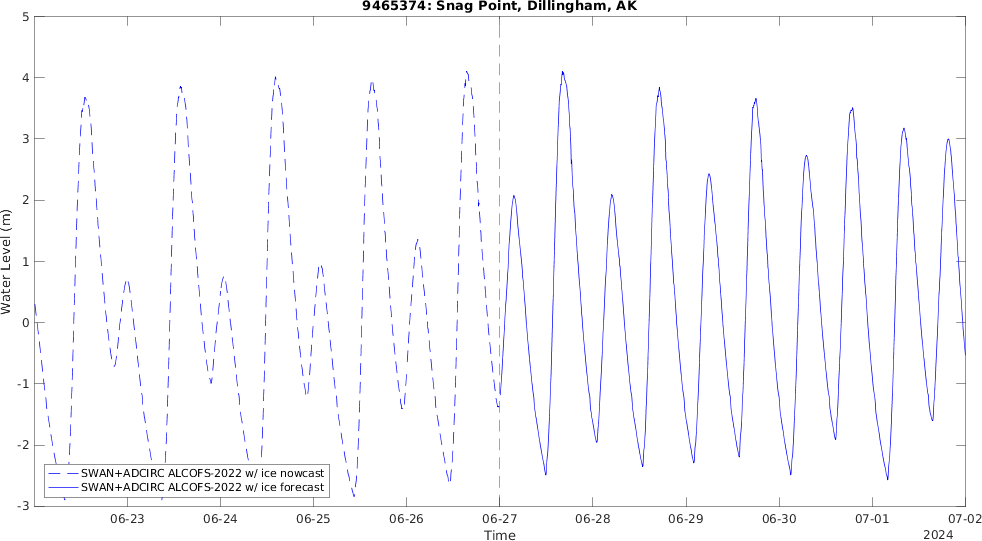 9465374: Snag Point, Dillingham, AK
5
4
3
2
1
0
-1
-2
-3
Water Level (m)
SWAN+ADCIRC ALCOFS-2022 w/ ice nowcast
SWAN+ADCIRC ALCOFS-2022 w/ ice forecast
06-23 06-24 06-25 06-26 06-27 06-28 06-29 06-30 07-01 07-02
Time
2024